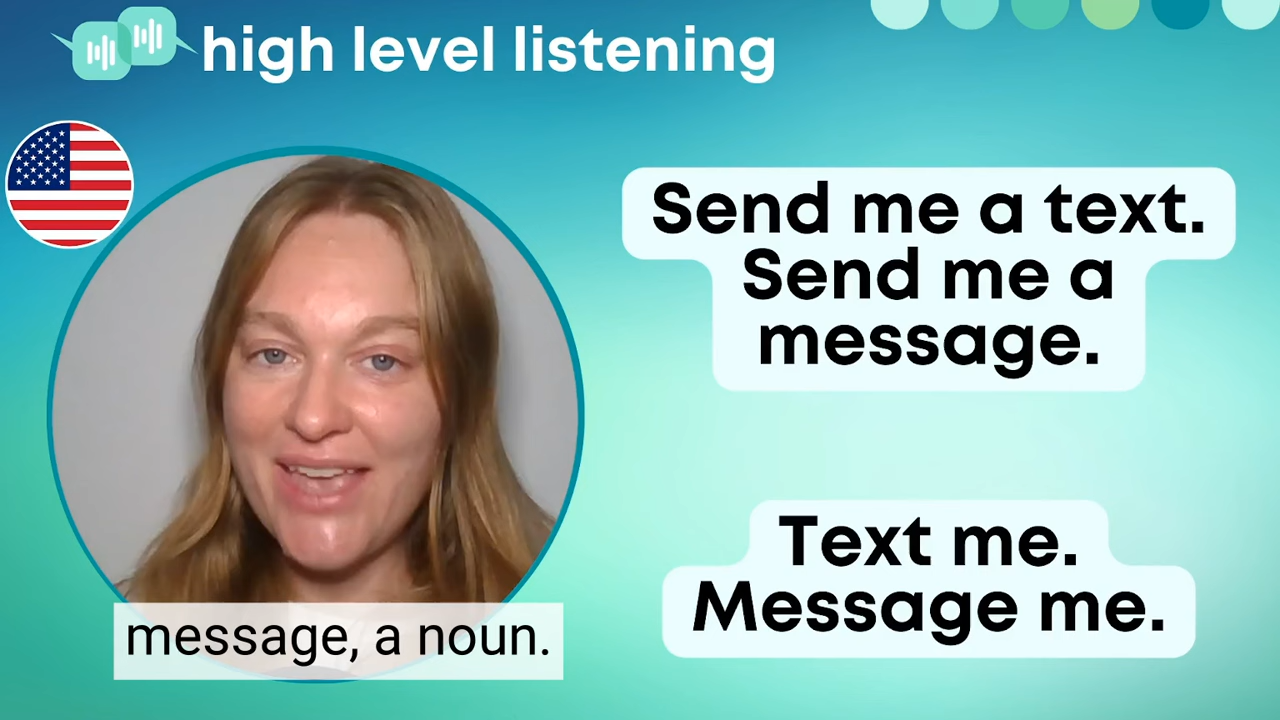 high level listening
Send me a text.
Send me a
message.
Text me.
Message me.
message, a noun.